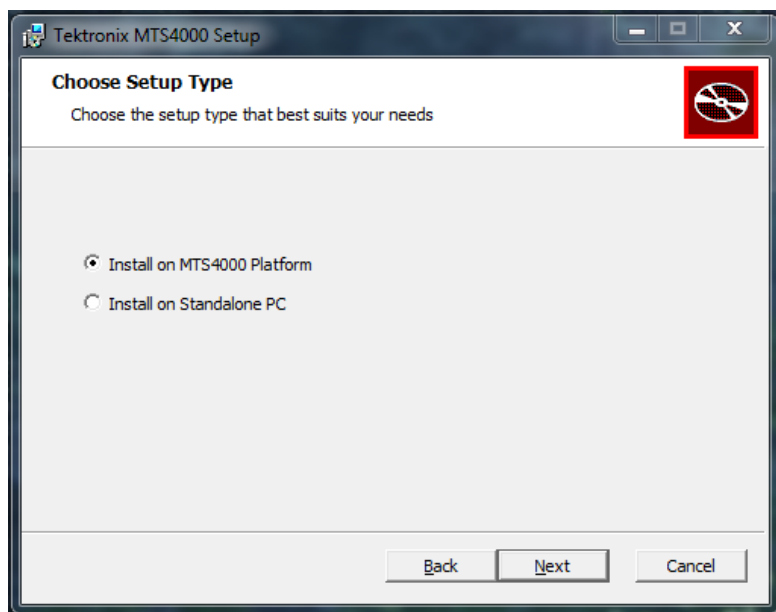 Tektronix MTS4000 Setup
Choose Setup Type
Choose the setup type that best suits your needs
Install on MTS4000 Platform
Install on Standalone PC
Back Next Cancel